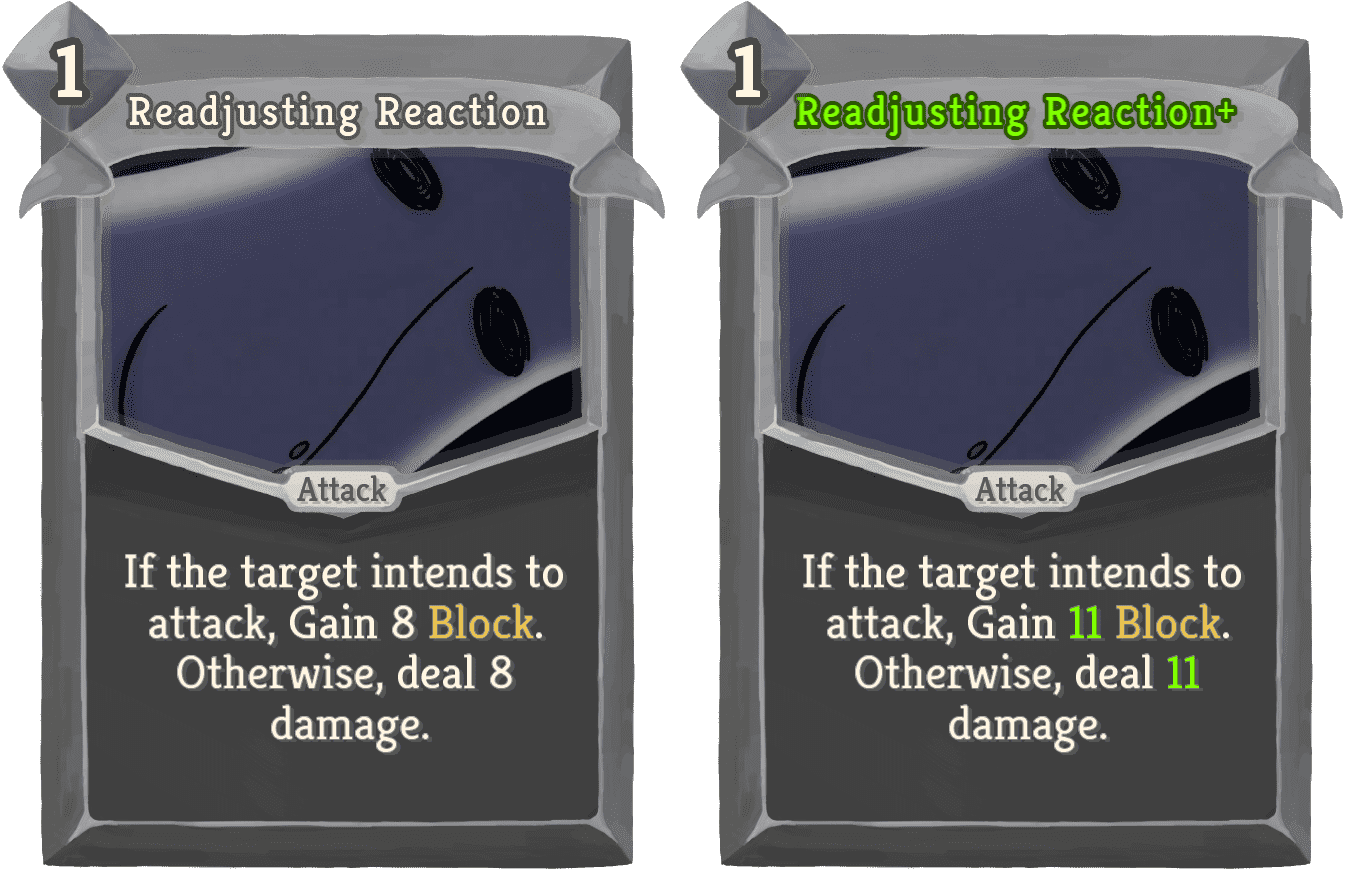 1
Readjusting Reaction
Attack
If the target intends to
attack, Gain 8 Block.
Otherwise, deal 8
damage.
1
Readjusting Reaction+
Attack
If the target intends to
attack, Gain 11 Block.
Otherwise, deal 11
damage.